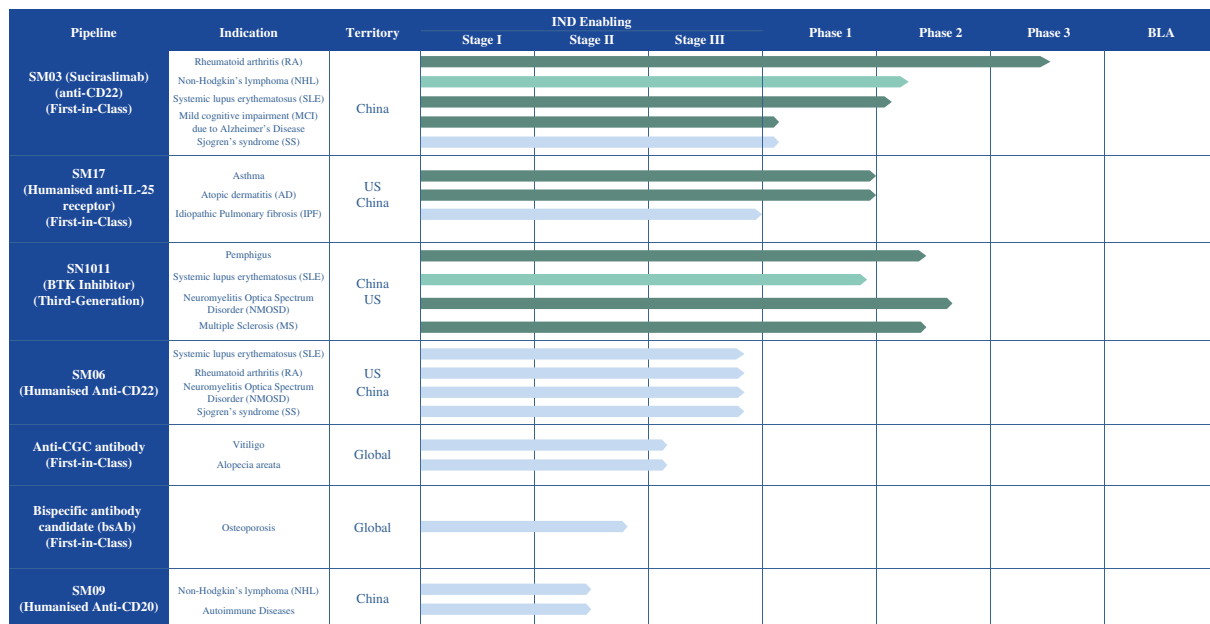 Pipeline
Indication
Territory
IND Enabling
Stage I
Stage II
Stage III
Phase 1
Phase 2
Phase 3
BLA
SM03 (Suciraslimab)
(anti-CD22)
(First-in-Class)
Rheumatoid arthritis (RA)
Non-Hodgkin's lymphoma (NHL)
Systemic lupus erythematosus (SLE)
Mild cognitive impairment (MCI)
due to Alzheimer's Disease
Sjogren's syndrome (SS)
China
SM17
(Humanised anti-IL-25
receptor)
(First-in-Class)
Asthma
Atopic dermatitis (AD)
Idiopathic Pulmonary fibrosis (IPF)
US
China
SN1011
(BTK Inhibitor)
(Third-Generation)
Pemphigus
Systemic lupus erythematosus (SLE)
Neuromyelitis Optica Spectrum
Disorder (NMOSD)
Multiple Sclerosis (MS)
China
US
SM06
(Humanised Anti-CD22)
Systemic lupus erythematosus (SLE)
Rheumatoid arthritis (RA)
Neuromyelitis Optica Spectrum
Disorder (NMOSD)
Sjogren's syndrome (SS)
US
China
Anti-CGC antibody
(First-in-Class)
Vitiligo
Alopecia areata
Global
Bispecific antibody
candidate (bsAb)
(First-in-Class)
Osteoporosis
Global
SM09
(Humanised Anti-CD20)
Non-Hodgkin's lymphoma (NHL)
Autoimmune Diseases
China